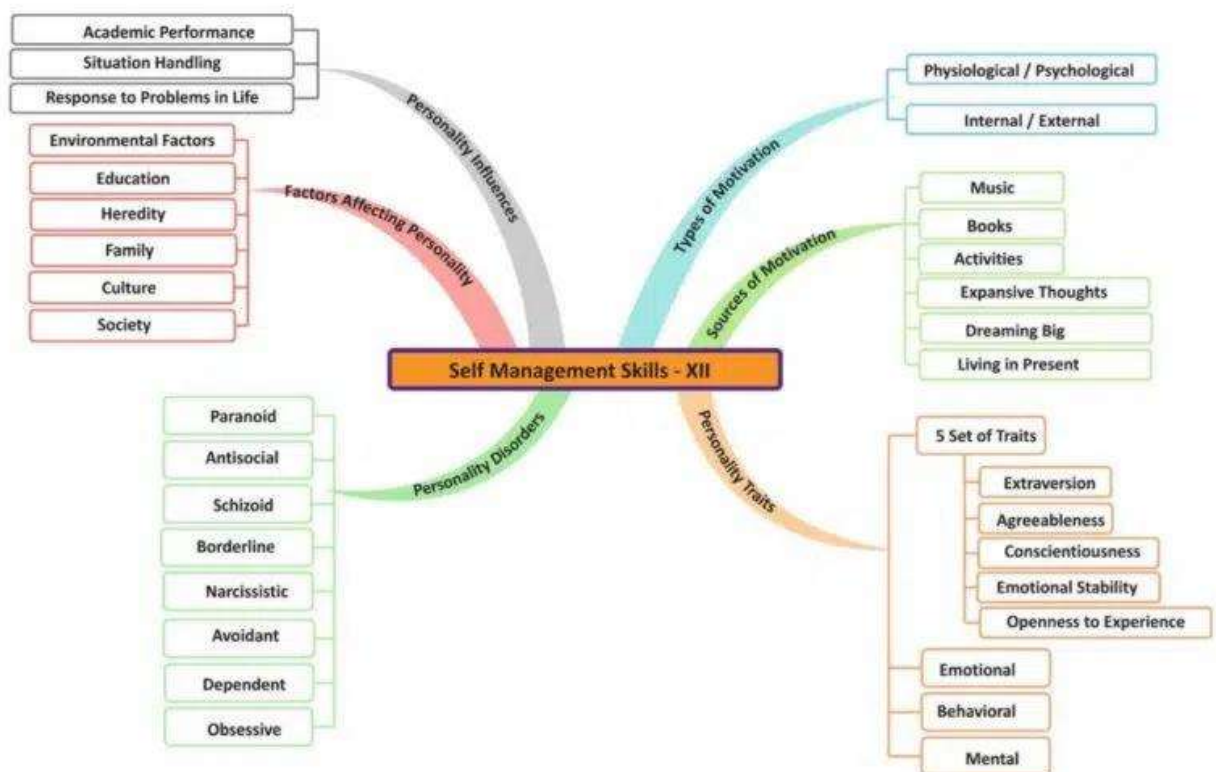 Academic Performance
Situation Handling
Response to Problems in Life
Personality Influences
Environmental Factors
Education
Heredity
Family
Culture
Society
Factors Affecting Personality
Physiological / Psychological
Internal / External
Types of Motivation
Music
Books
Activities
Expansive Thoughts
Dreaming Big
Living in Present
Sources of Motivation
Self Management Skills - XII
Paranoid
Antisocial
Schizoid
Borderline
Narcissistic
Avoidant
Dependent
Obsessive
Personality Disorders
Personality Traits
5 Set of Traits
Extraversion
Agreeableness
Conscientiousness
Emotional Stability
Openness to Experience
Emotional
Behavioral
Mental